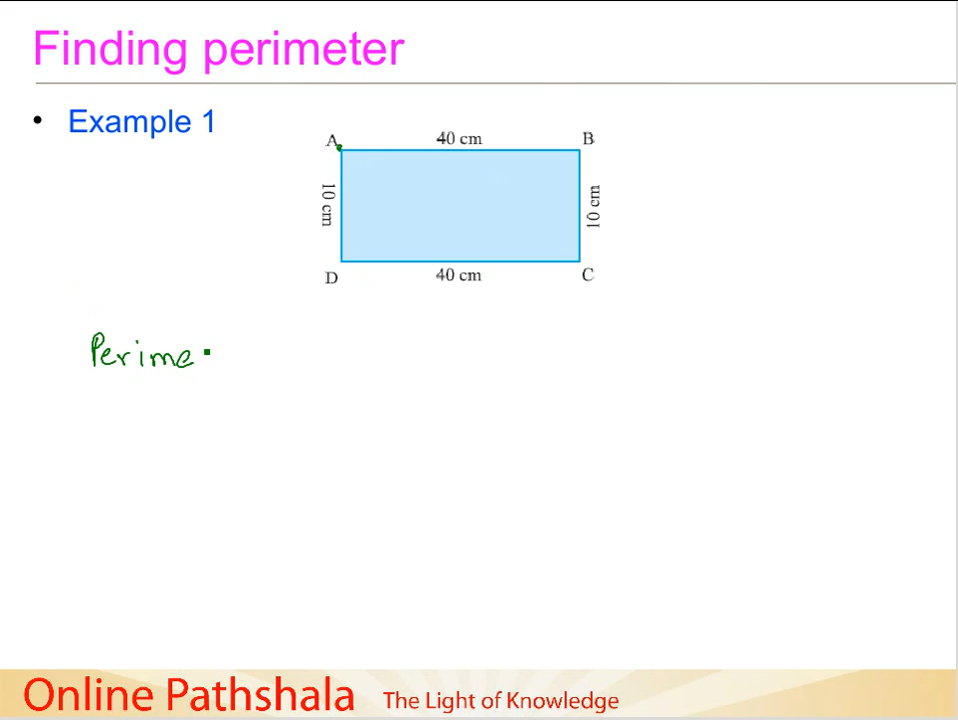 Finding perimeter
• Example 1
A 40 cm B
10 cm
10 cm
D 40 cm C
Perime
Online Pathshala The Light of Knowledge